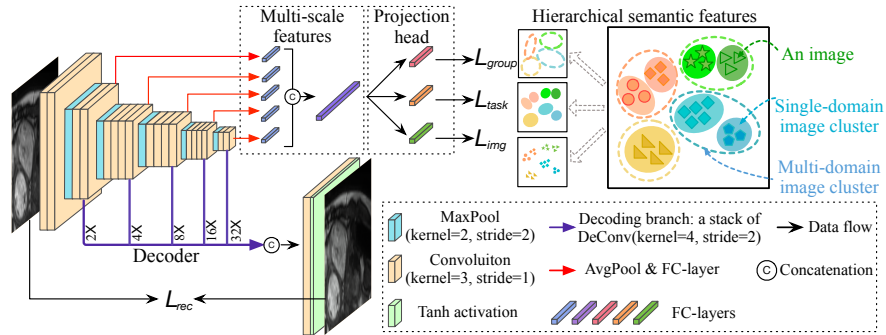 Multi-scale
features
Projection
head
Hierarchical semantic features
L_group
L_task
L_img
An image
Single-domain
image cluster
Multi-domain
image cluster
C
2X
4X
8X
16X
32X
C
Decoder
L_rec
MaxPool
(kernel=2, stride=2)
Convoluiton
(kernel=3, stride=1)
Tanh activation
Decoding branch: a stack of
DeConv(kernel=4, stride=2)
AvgPool & FC-layer
FC-layers
Data flow
C Concatenation